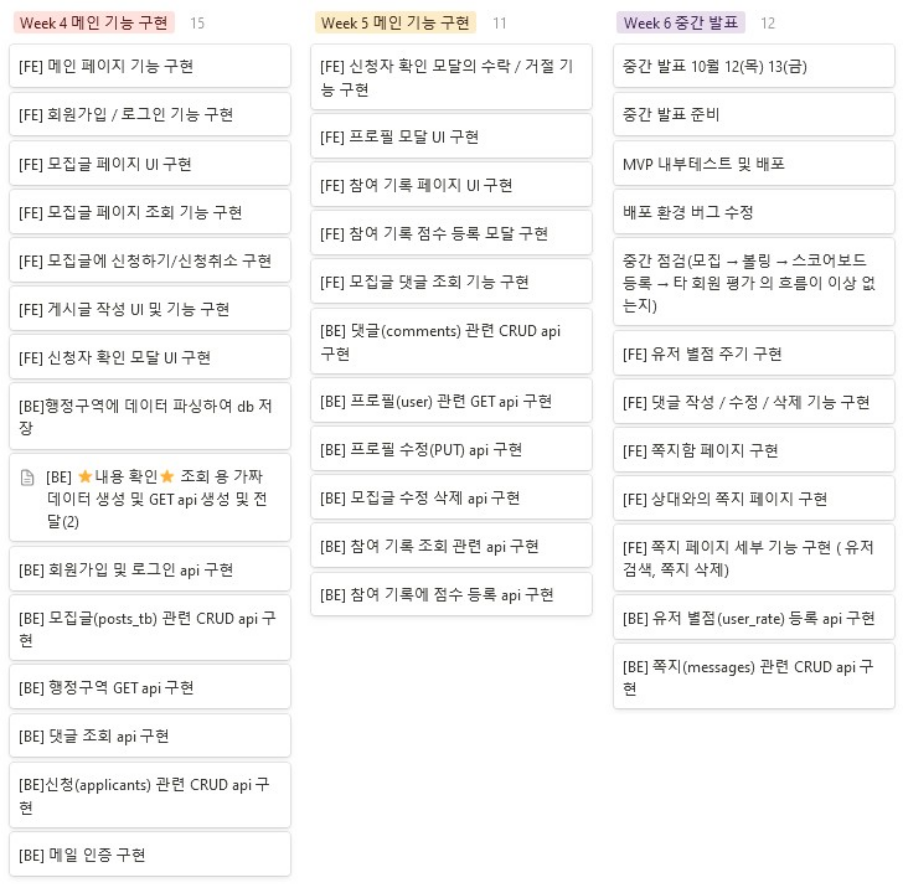 Week 4 메인 기능 구현 15
[FE] 메인 페이지 기능 구현
[FE] 회원가입 / 로그인 기능 구현
[FE] 모집글 페이지 UI 구현
[FE] 모집글 페이지 조회 기능 구현
[FE] 모집글에 신청하기/신청취소 구현
[FE] 게시글 작성 UI 및 기능 구현
[FE] 신청자 확인 모달 UI 구현
[BE]행정구역에 데이터 파싱하여 db 저
장
[BE] ⭐내용 확인⭐ 조회 용 가짜
데이터 생성 및 GET api 생성 및 전
달(2)
[BE] 회원가입 및 로그인 api 구현
[BE] 모집글(posts_tb) 관련 CRUD api 구
현
[BE] 행정구역 GET api 구현
[BE] 댓글 조회 api 구현
[BE]신청(applicants) 관련 CRUD api 구
현
[BE] 메일 인증 구현
Week 5 메인 기능 구현 11
[FE] 신청자 확인 모달의 수락 / 거절 기
능 구현
[FE] 프로필 모달 UI 구현
[FE] 참여 기록 페이지 UI 구현
[FE] 참여 기록 점수 등록 모달 구현
[FE] 모집글 댓글 조회 기능 구현
[BE] 댓글(comments) 관련 CRUD api
구현
[BE] 프로필(user) 관련 GET api 구현
[BE] 프로필 수정(PUT) api 구현
[BE] 모집글 수정 삭제 api 구현
[BE] 참여 기록 조회 관련 api 구현
[BE] 참여 기록에 점수 등록 api 구현
Week 6 중간 발표 12
중간 발표 10월 12(목) 13(금)
중간 발표 준비
MVP 내부테스트 및 배포
배포 환경 버그 수정
중간 점검(모집 → 볼링 → 스코어보드
등록 → 타 회원 평가 의 흐름이 이상 없
는지)
[FE] 유저 별점 주기 구현
[FE] 댓글 작성 / 수정 / 삭제 기능 구현
[FE] 쪽지함 페이지 구현
[FE] 상대와의 쪽지 페이지 구현
[FE] 쪽지 페이지 세부 기능 구현 ( 유저
검색, 쪽지 삭제)
[BE] 유저 별점(user_rate) 등록 api 구현
[BE] 쪽지(messages) 관련 CRUD api 구
현